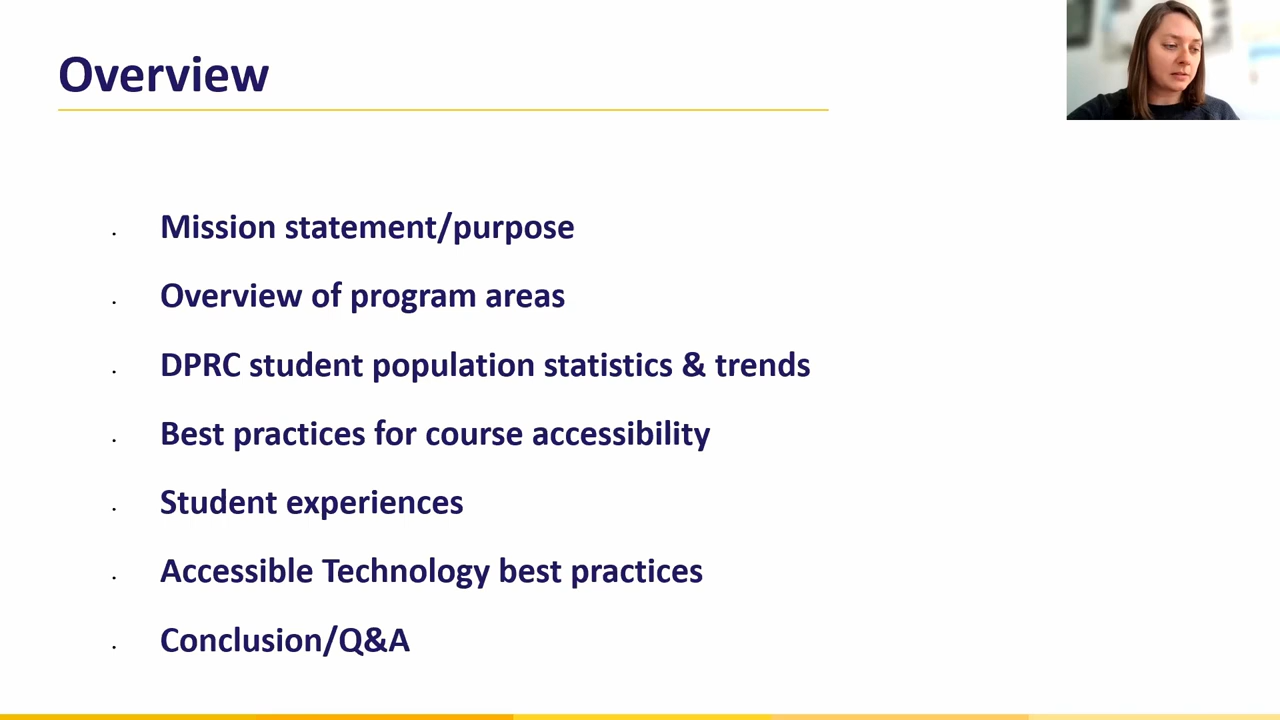 Overview
Mission statement/purpose
Overview of program areas
DPRC student population statistics & trends
Best practices for course accessibility
Student experiences
Accessible Technology best practices
Conclusion/Q&A